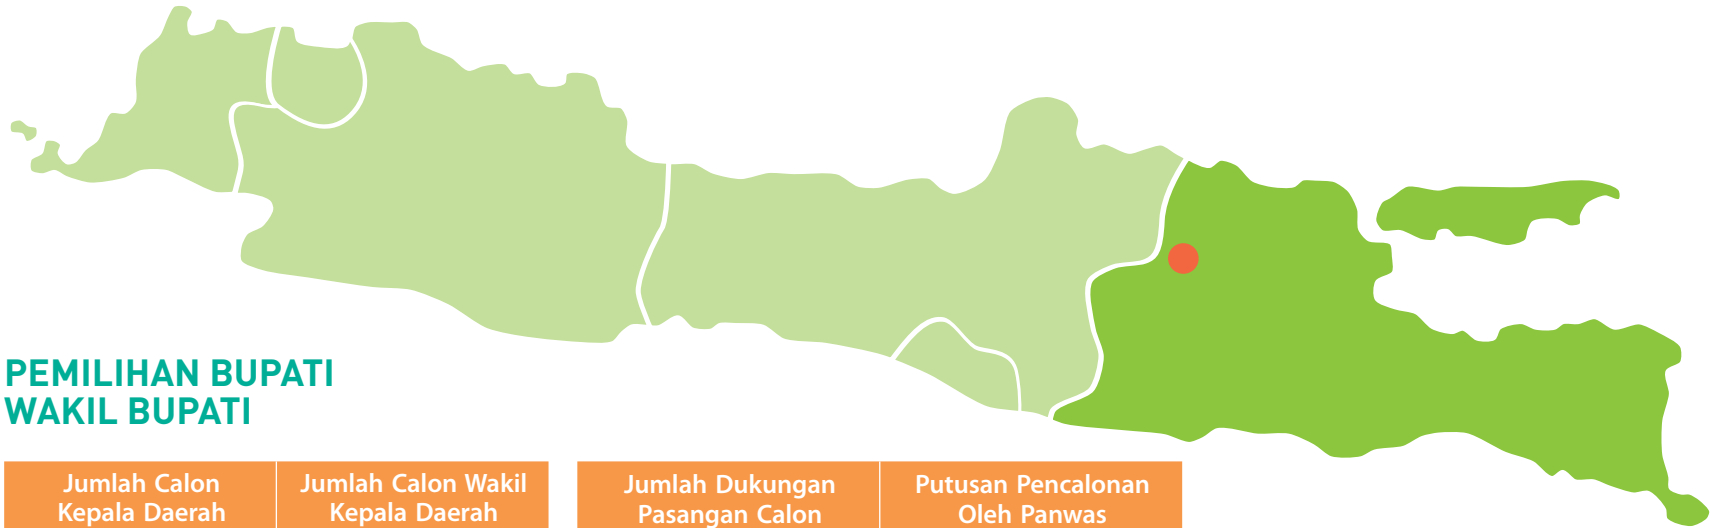 PEMILIHAN BUPATI
WAKIL BUPATI
Jumlah Calon
Kepala Daerah
Jumlah Calon Wakil
Kepala Daerah
Jumlah Dukungan
Pasangan Calon
Putusan Pencalonan
Oleh Panwas